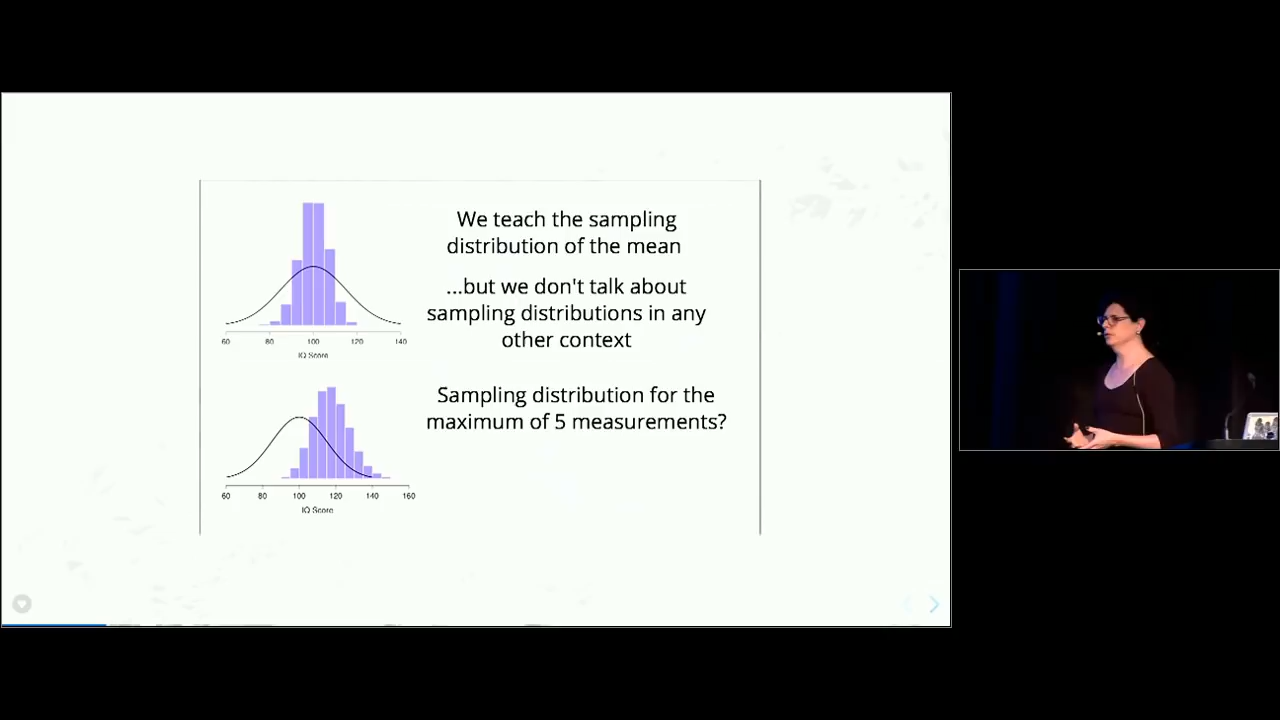 We teach the sampling
distribution of the mean
...but we don't talk about
sampling distributions in any
other context
60 80 100 120 140
IQ Score
Sampling distribution for the
maximum of 5 measurements?
60 80 100 120 140 160
IQ Score